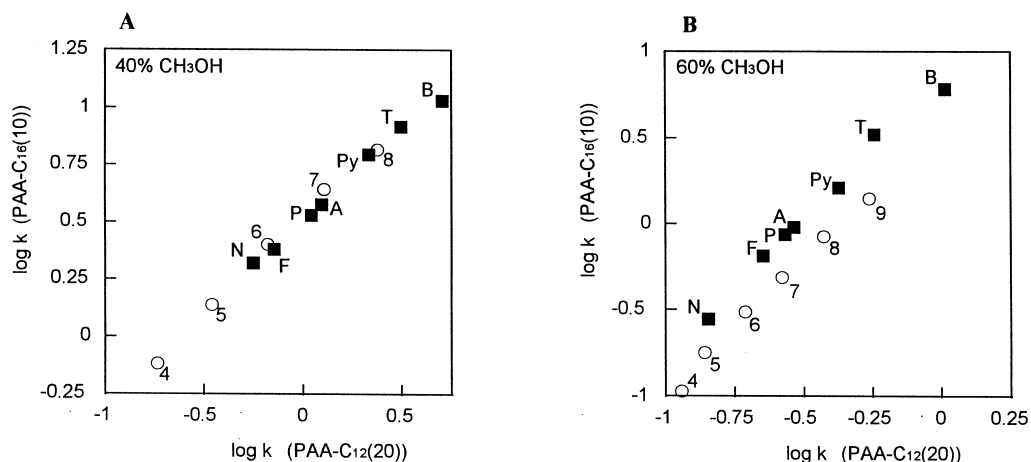 A
40% CH3OH
log k (PAA-C16(10))
1.25
1
0.75
0.5
0.25
0
-0.25
B
T
Py
8
7
P
A
6
N
F
5
4
-1
-0.5
0
0.5
log k (PAA-C12(20))
B
60% CH3OH
log k (PAA-C16(10))
1
0.5
0
-0.5
-1
B
T
Py
9
A
P
8
F
7
N
6
5
4
-1
-0.75
-0.5
-0.25
0
0.25
log k (PAA-C12(20))